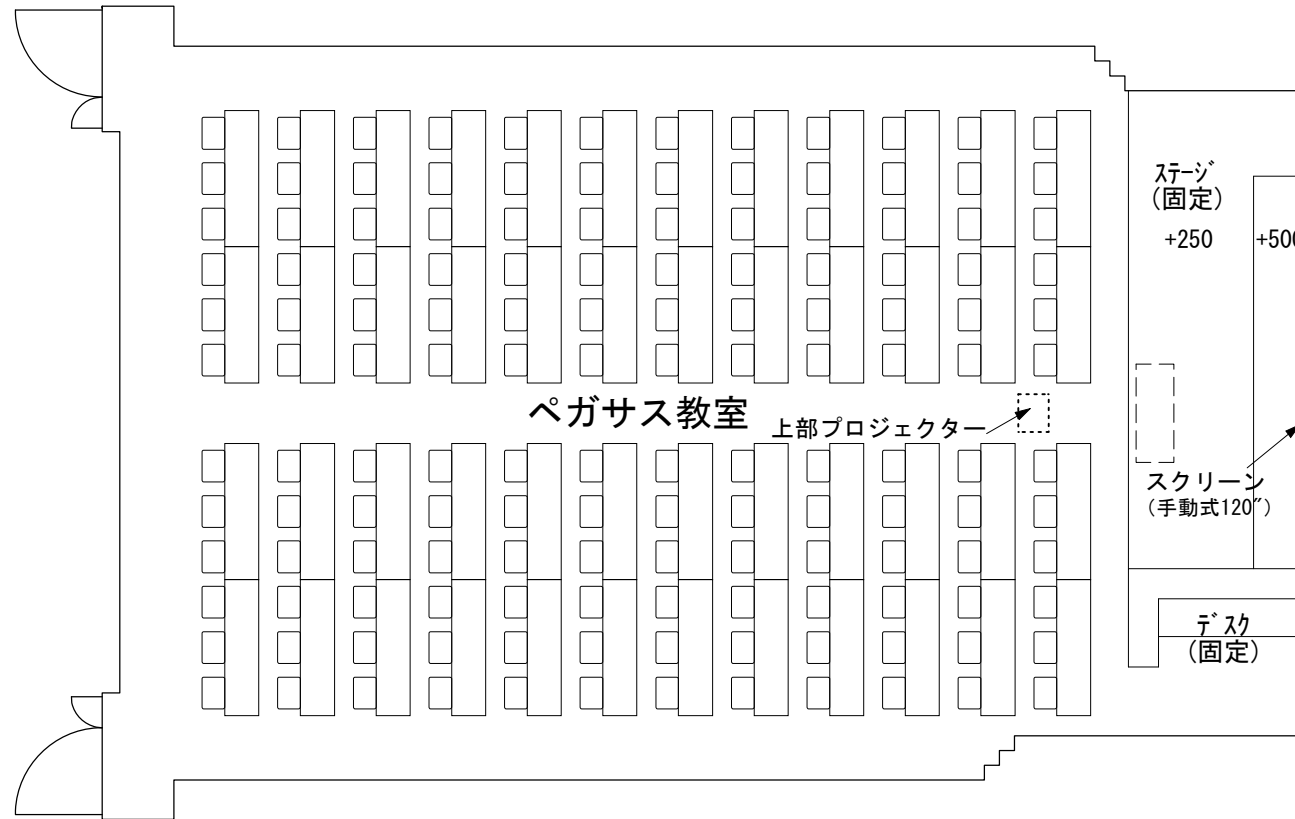 ｽﾃｰｼﾞ
(固定)
+250
+500
ペガサス教室
上部プロジェクター
スクリーン
(手動式120″)
ﾃﾞｽｸ
(固定)